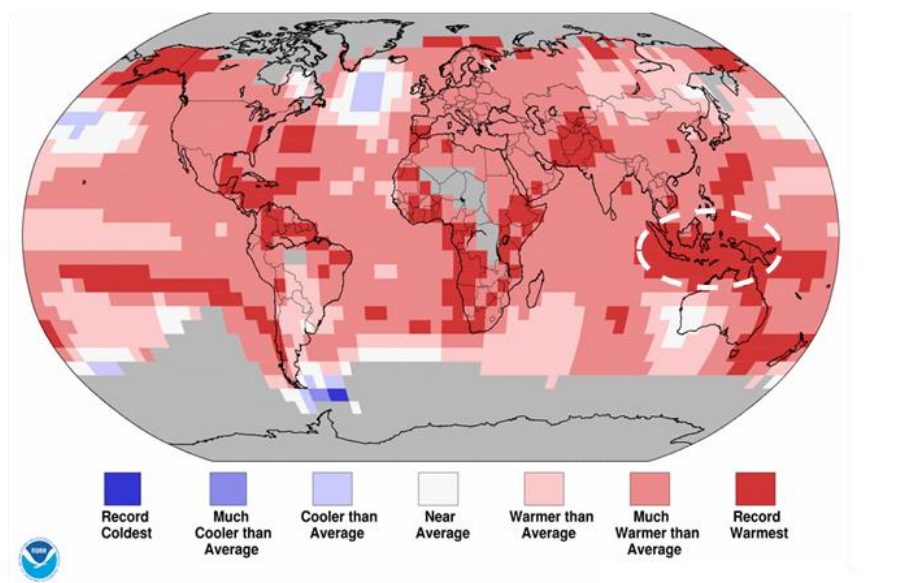 Record
Coldest
Much
Cooler than
Average
Cooler than
Average
Near
Average
Warmer than
Average
Much
Warmer than
Average
Record
Warmest